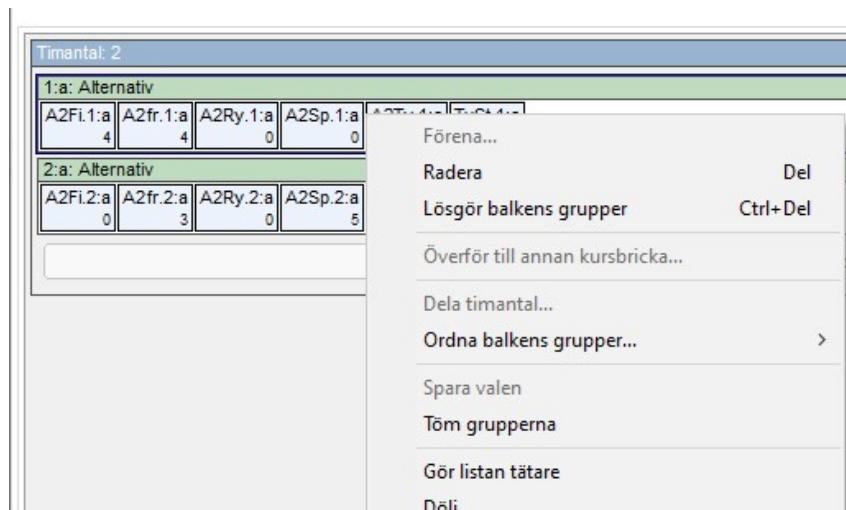 Timantal: 2
1:a: Alternativ
A2Fi.1:a A2fr.1:a A2Ry.1:a A2Sp.1:a
4 4 0 0
2:a: Alternativ
A2Fi.2:a A2fr.2:a A2Ry.2:a A2Sp.2:a
0 3 0 5
Förena...
Radera Del
Lösgör balkens grupper Ctrl+Del
Överför till annan kursbricka...
Dela timantal...
Ordna balkens grupper... >
Spara valen
Töm grupperna
Gör listan tätare
Dölj